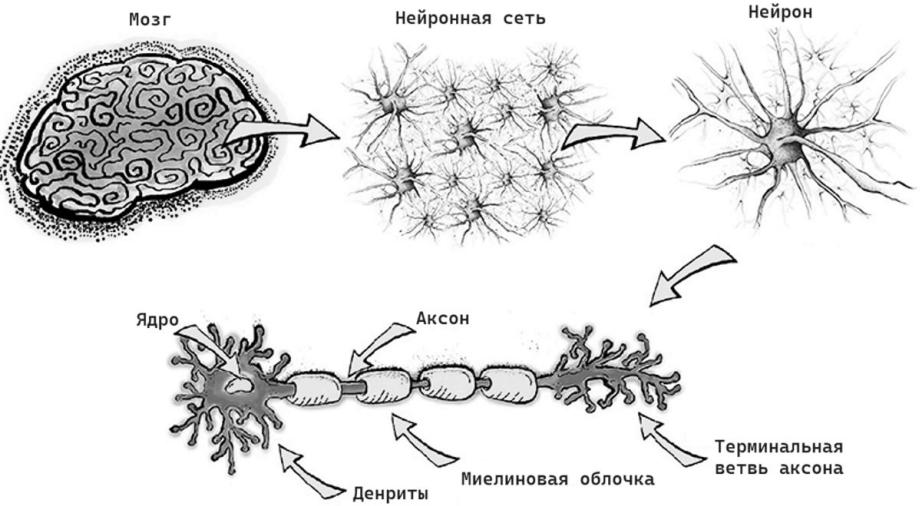 Мозг
Нейронная сеть
Нейрон
Ядро
Аксон
Терминальная
ветвь аксона
Миелиновая облочка
Денриты